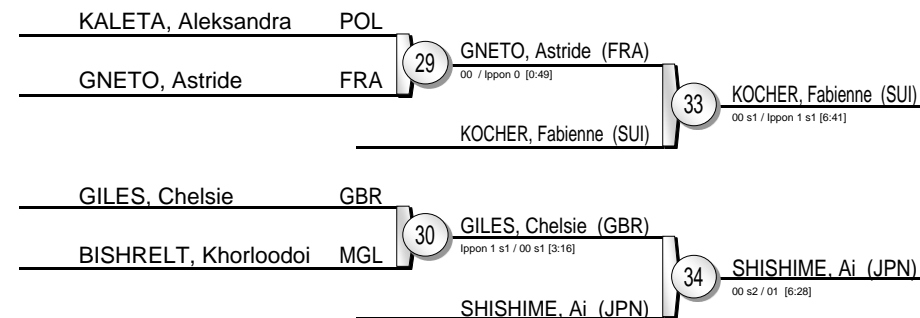 KALETA, Aleksandra POL
29
GNETO, Astride (FRA)
00 / Ippon 0 [0:49]
GNETO, Astride FRA
33
KOCHER, Fabienne (SUI)
00 s1 / Ippon 1 s1 [6:41]
KOCHER, Fabienne (SUI)
GILES, Chelsie GBR
30
GILES, Chelsie (GBR)
Ippon 1 s1 / 00 s1 [3:16]
BISHRELT, Khorloodoi MGL
34
SHISHIME, Ai (JPN)
00 s2 / 01 [6:28]
SHISHIME, Ai (JPN)